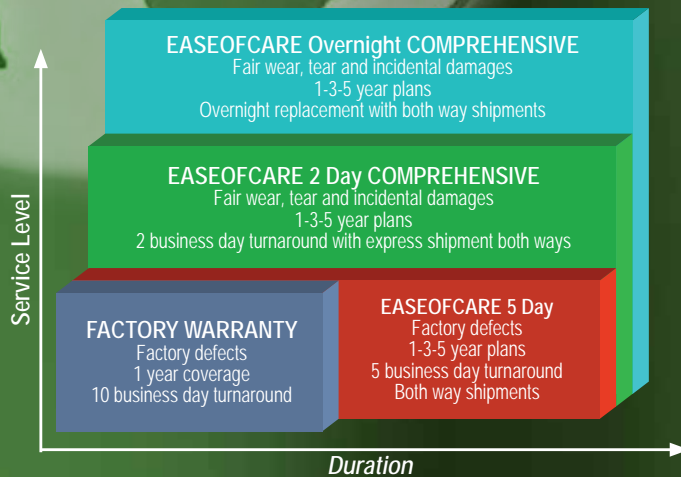 EASEOFCARE Overnight COMPREHENSIVE
Fair wear, tear and incidental damages
1-3-5 year plans
Overnight replacement with both way shipments
EASEOFCARE 2 Day COMPREHENSIVE
Fair wear, tear and incidental damages
1-3-5 year plans
2 business day turnaround with express shipment both ways
FACTORY WARRANTY
Factory defects
1 year coverage
10 business day turnaround
EASEOFCARE 5 Day
Factory defects
1-3-5 year plans
5 business day turnaround
Both way shipments
Service Level
Duration